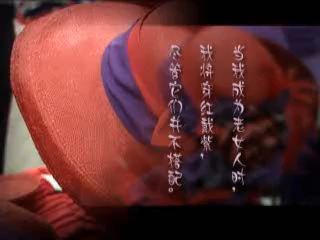 当我成为老女人时，
我将穿红戴紫，
尽管它们并不搭配。